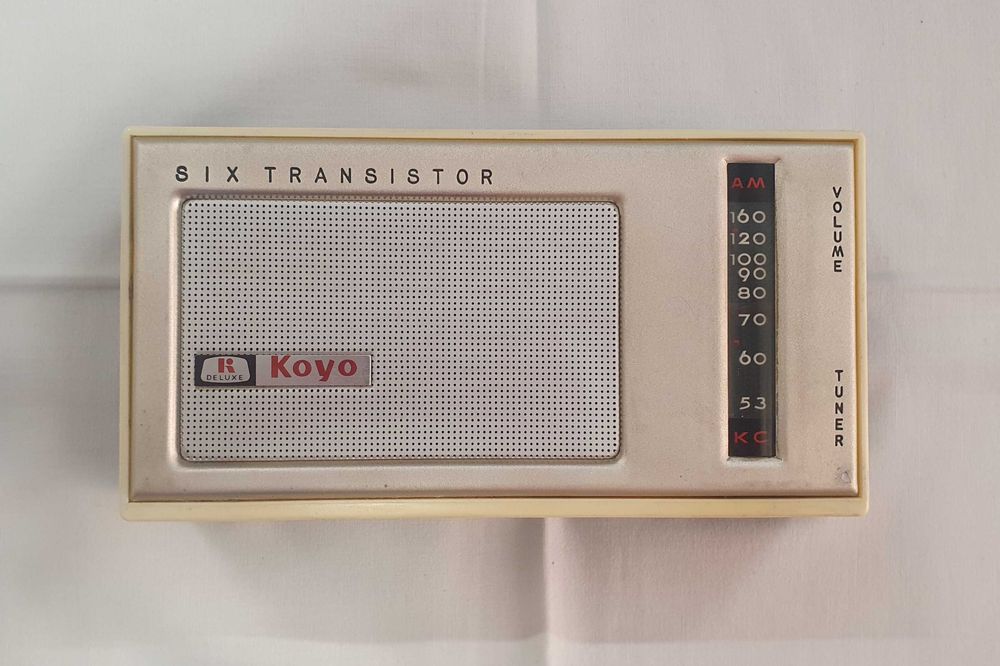 SIX TRANSISTOR
R
DELUXE
Koyo
AM
160
120
100
90
80
70
60
53
KC
VOLUME
TUNER